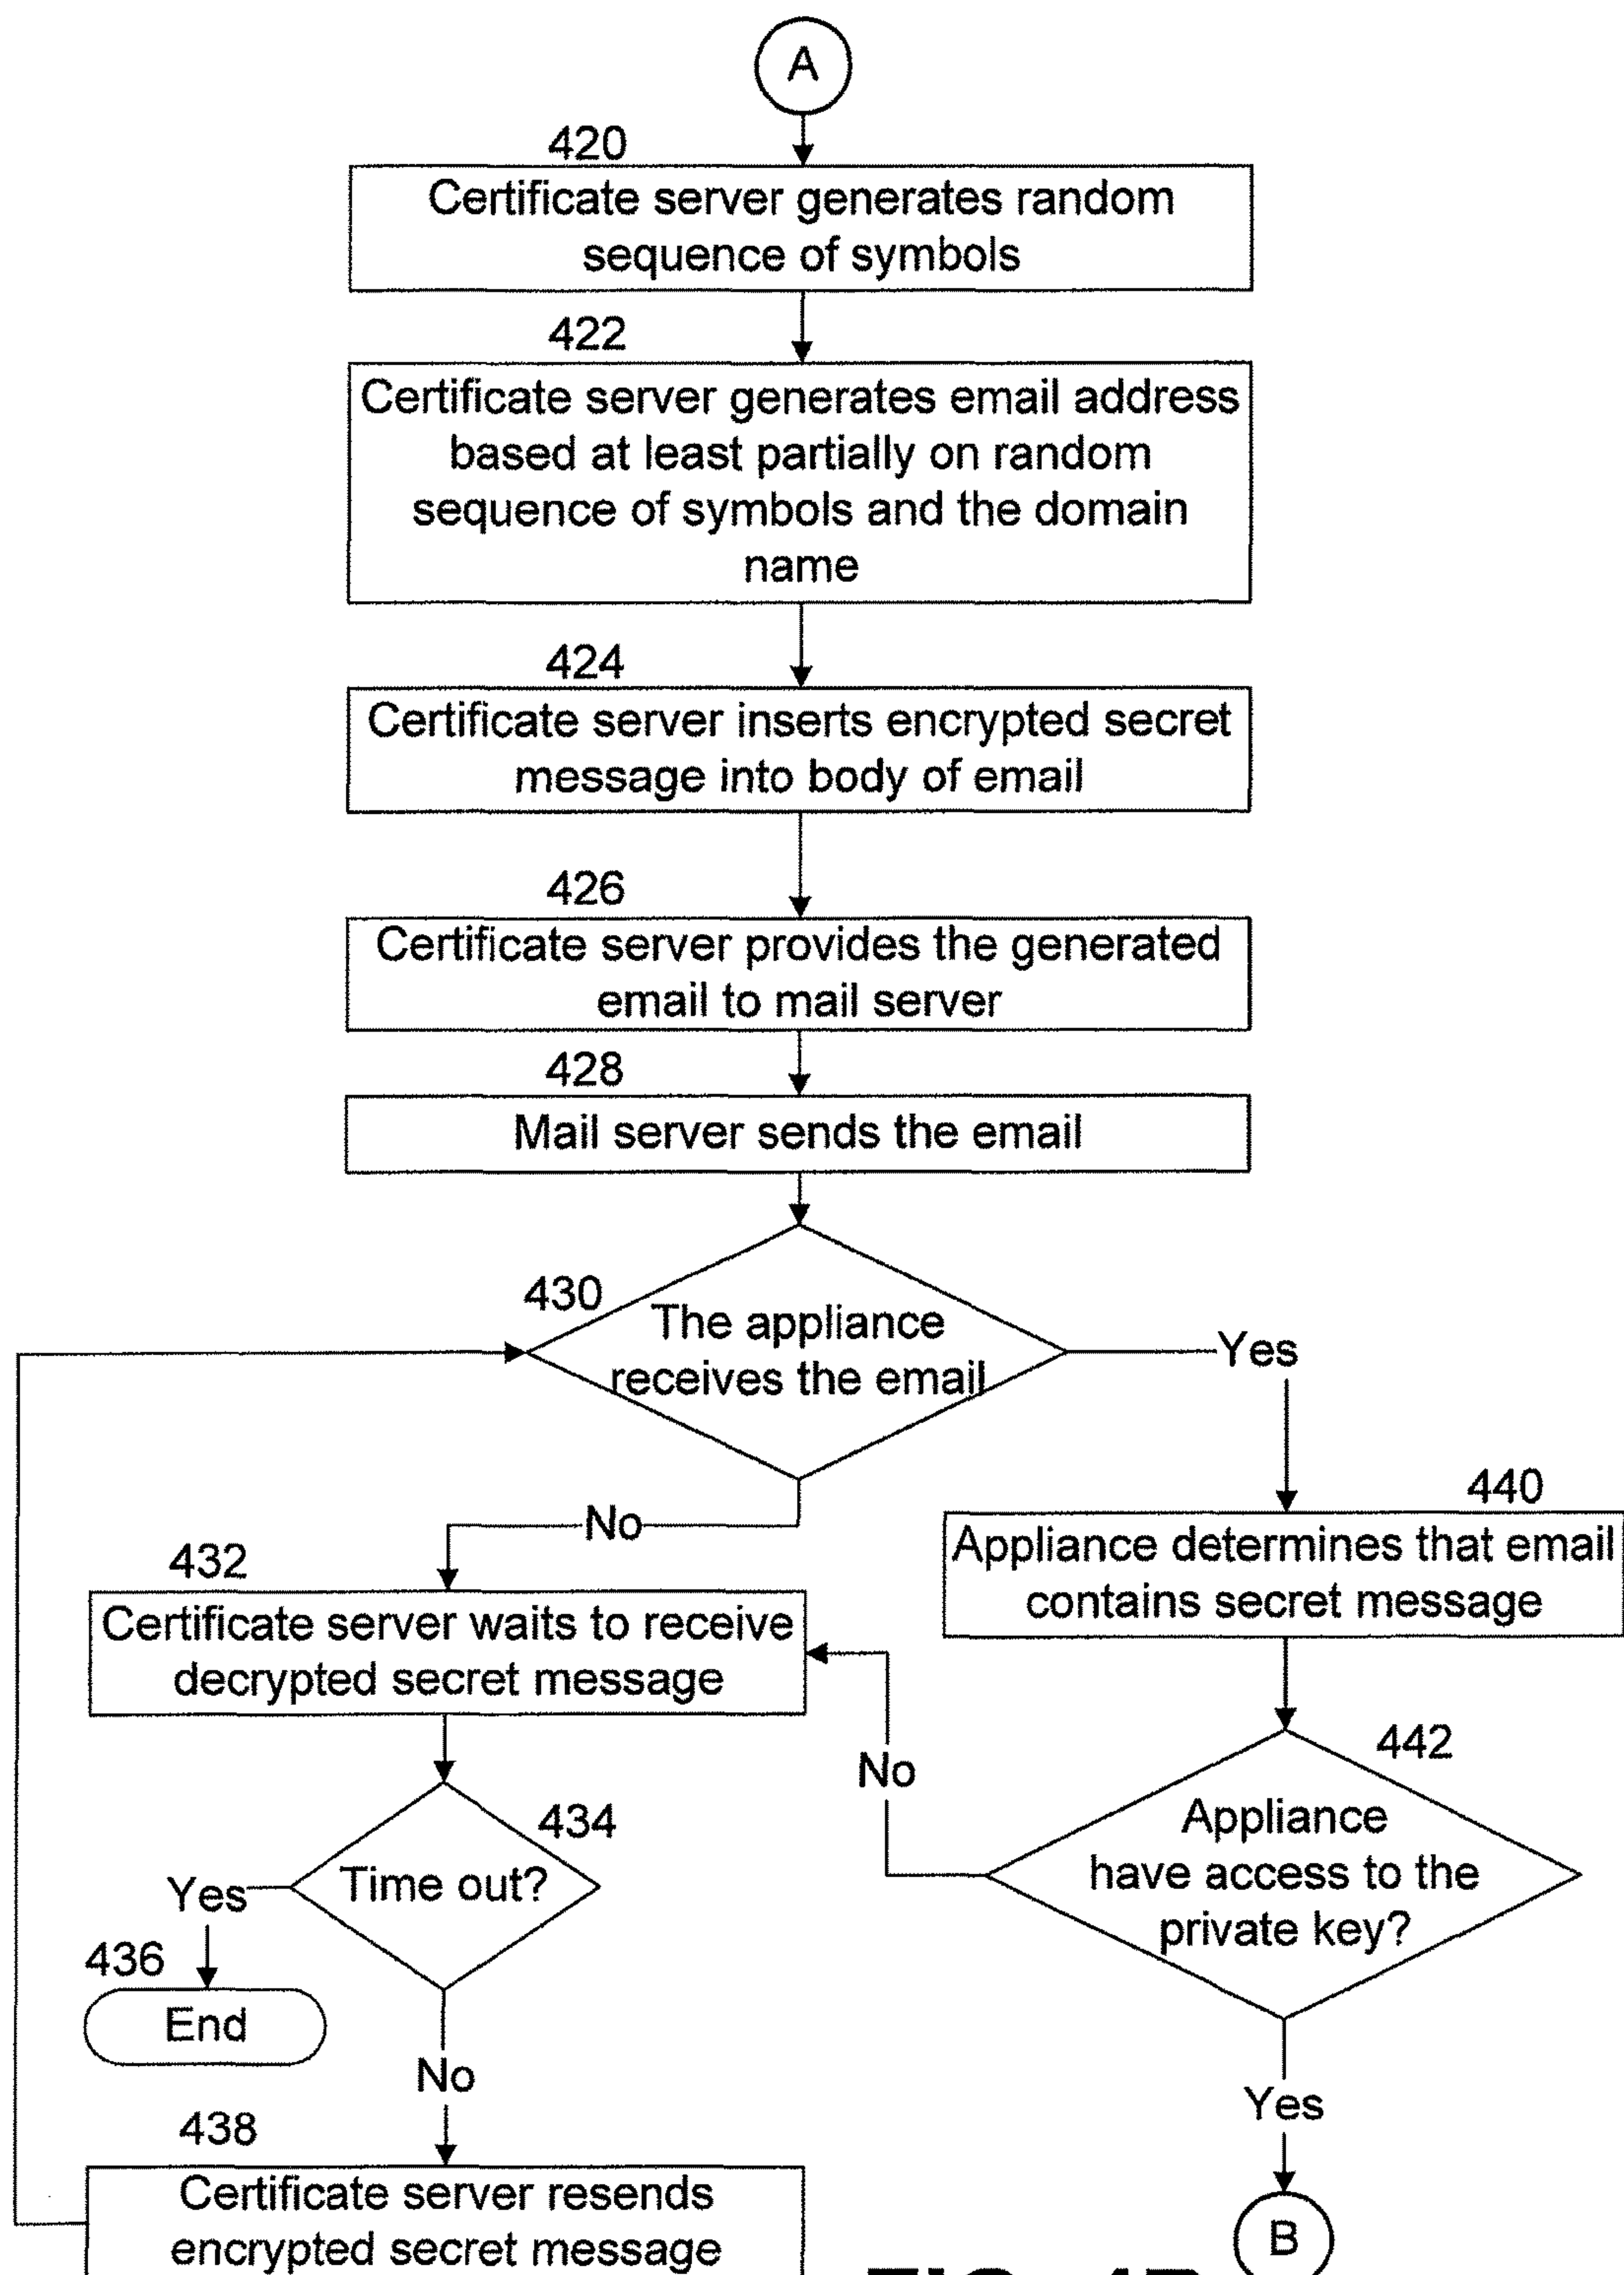 A
420
Certificate server generates random
sequence of symbols
422
Certificate server generates email address
based at least partially on random
sequence of symbols and the domain
name
424
Certificate server inserts encrypted secret
message into body of email
426
Certificate server provides the generated
email to mail server
428
Mail server sends the email
430
The appliance
receives the email
Yes
No
440
Appliance determines that email
contains secret message
432
Certificate server waits to receive
decrypted secret message
442
Appliance
have access to the
private key?
No
434
Time out?
Yes
436
End
No
Yes
438
Certificate server resends
encrypted secret message
B